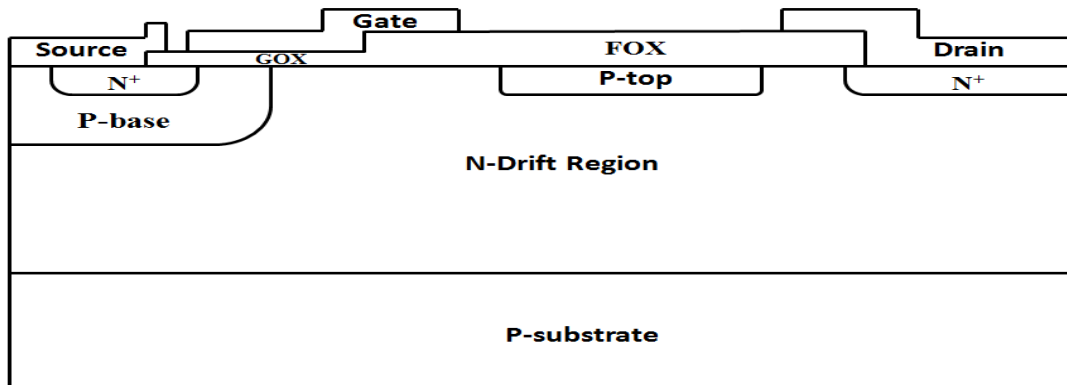 Gate
Source
GOX
FOX
Drain
N⁺
P-top
N⁺
P-base
N-Drift Region
P-substrate